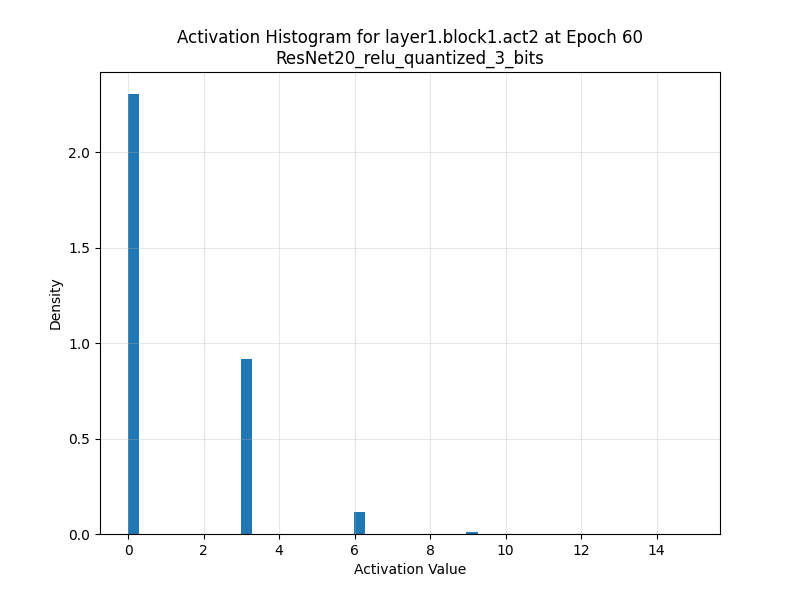 Activation Histogram for layer1.block1.act2 at Epoch 60
ResNet20_relu_quantized_3_bits
2.0
1.5
1.0
0.5
0.0
Density
0 2 4 6 8 10 12 14
Activation Value